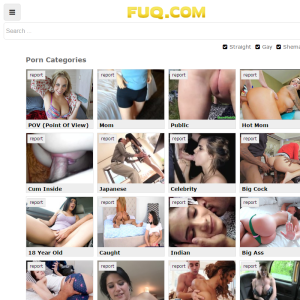 FUQ.COM
Search ...
Straight Gay Shema
Porn Categories
report report report report
POV (Point Of View) Mom Public Hot Mom
report report report report
Cum Inside Japanese Celebrity Big Cock
report report report report
18 Year Old Caught Indian Big Ass
report report report report